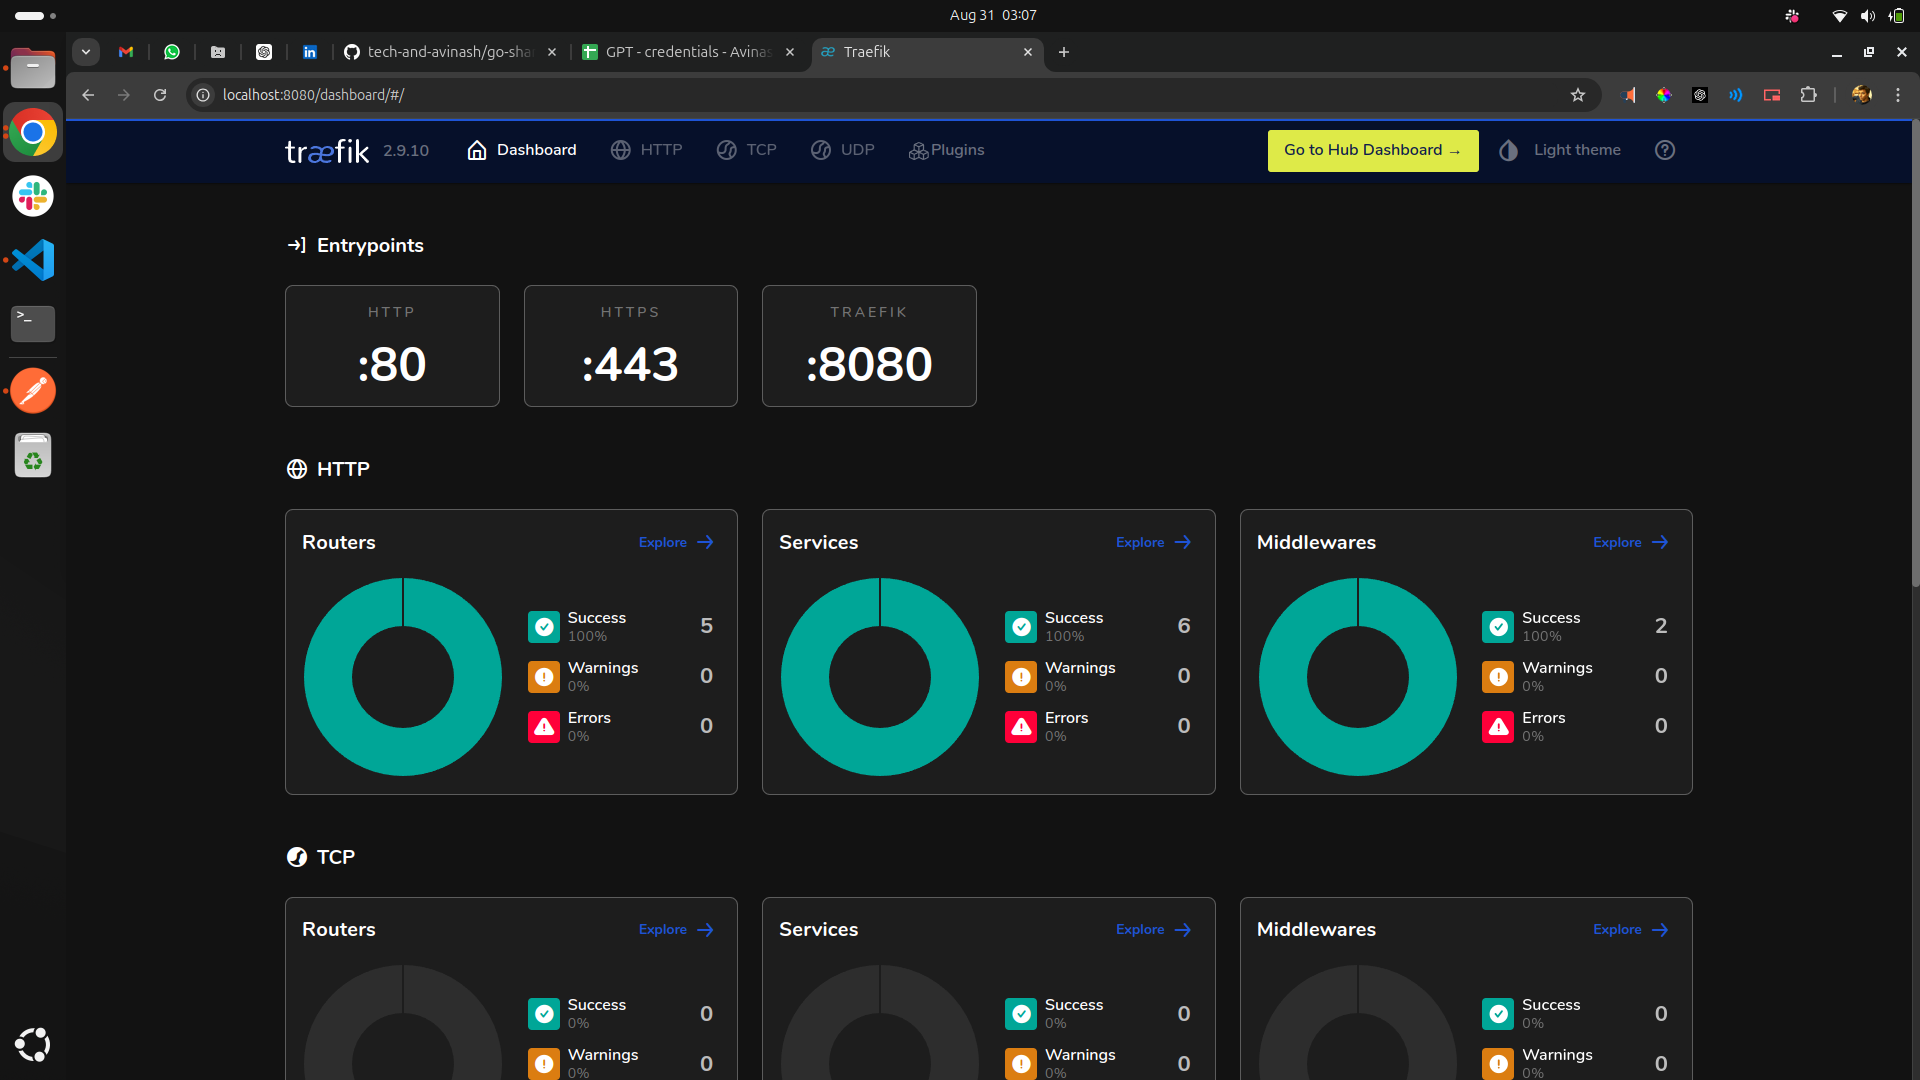 Aug 31 03:07
tech-and-avinash/go-sha
GPT - credentials - Avinas
Traefik
localhost:8080/dashboard/#/
træfik 2.9.10
Dashboard
HTTP
TCP
UDP
Plugins
Go to Hub Dashboard →
Light theme
Entrypoints
HTTP
:80
HTTPS
:443
TRAEFIK
:8080
HTTP
Routers
Explore
Success
5
100%
Warnings
0
0%
Errors
0
0%
Services
Explore
Success
6
100%
Warnings
0
0%
Errors
0
0%
Middlewares
Explore
Success
2
100%
Warnings
0
0%
Errors
0
0%
TCP
Routers
Explore
Success
0
0%
Warnings
0
0%
Services
Explore
Success
0
0%
Warnings
0
0%
Middlewares
Explore
Success
0
0%
Warnings
0
0%